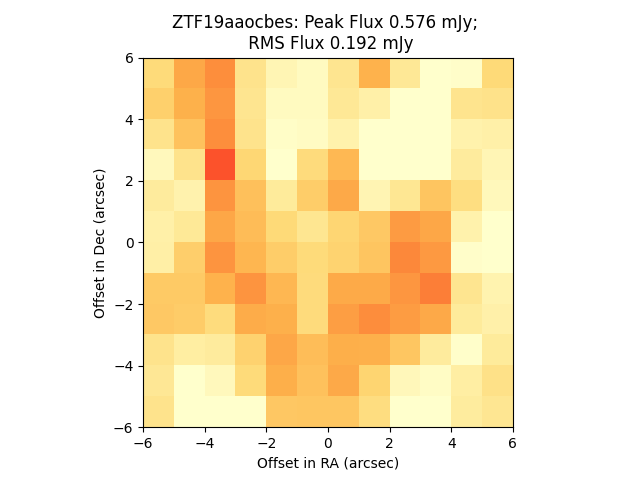 ZTF19aaocbes: Peak Flux 0.576 mJy;
RMS Flux 0.192 mJy
6
4
2
0
−2
−4
−6
Offset in Dec (arcsec)
−6 −4 −2 0 2 4 6
Offset in RA (arcsec)